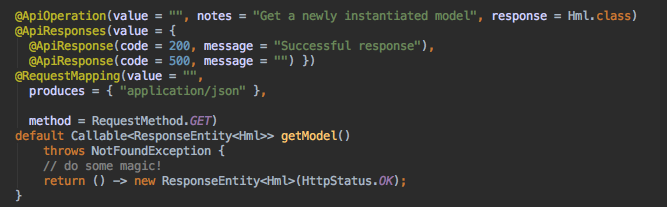 @ApiOperation(value = "", notes = "Get a newly instantiated model", response = Hml.class)
@ApiResponses(value = {
  @ApiResponse(code = 200, message = "Successful response"),
  @ApiResponse(code = 500, message = "") })
@RequestMapping(value = "",
  produces = { "application/json" },

  method = RequestMethod.GET)
default Callable<ResponseEntity<Hml>> getModel()
    throws NotFoundException {
    // do some magic!
    return () -> new ResponseEntity<Hml>(HttpStatus.OK);
}